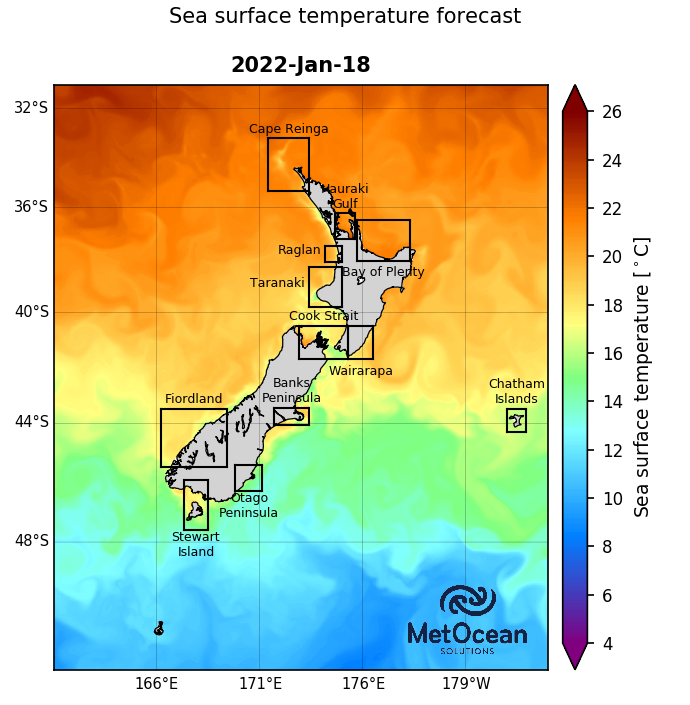 Sea surface temperature forecast
2022-Jan-18
32°S
36°S
40°S
44°S
48°S
Cape Reinga
Hauraki
Gulf
Raglan
Bay of Plenty
Taranaki
Cook Strait
Wairarapa
Banks
Peninsula
Fiordland
Chatham
Islands
Otago
Peninsula
Stewart
Island
MetOcean
SOLUTIONS
166°E
171°E
176°E
179°W
26
24
22
20
18
16
14
12
10
8
6
4
Sea surface temperature [°C]